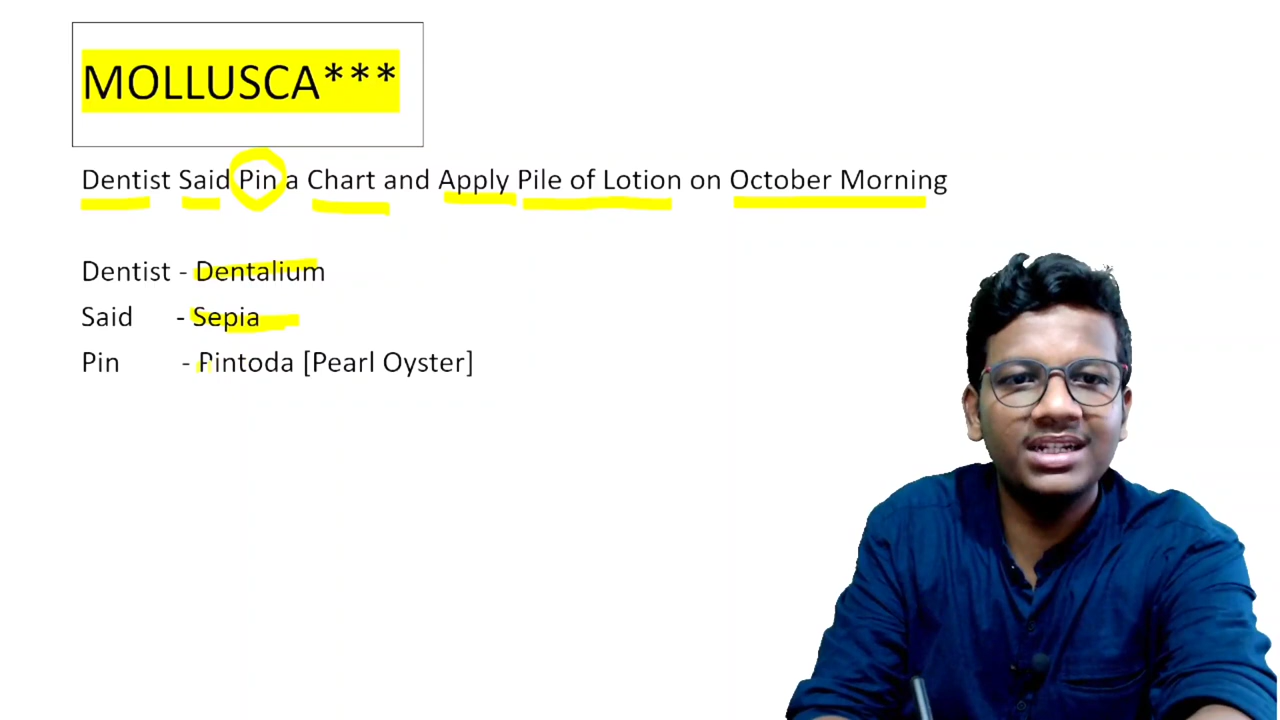 MOLLUSCA***
Dentist Said Pin a Chart and Apply Pile of Lotion on October Morning
Dentist - Dentalium
Said - Sepia
Pin - Pintoda [Pearl Oyster]